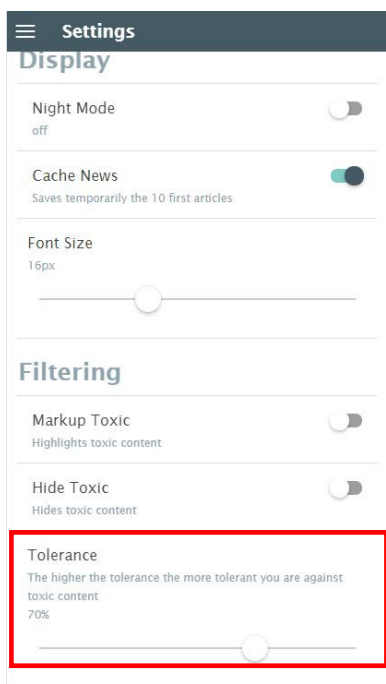 Settings
Display
Night Mode
off
Cache News
Saves temporarily the 10 first articles
Font Size
16px
Filtering
Markup Toxic
Highlights toxic content
Hide Toxic
Hides toxic content
Tolerance
The higher the tolerance the more tolerant you are against
toxic content
70%